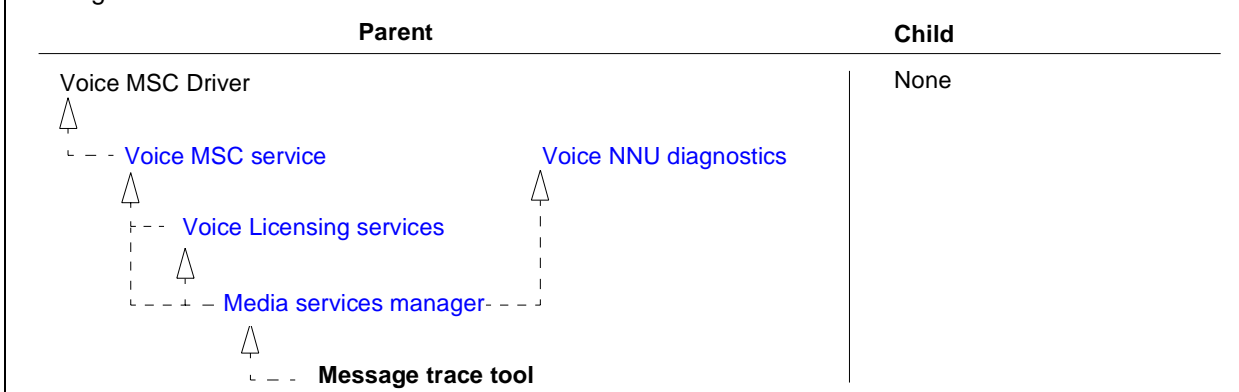 Parent Child
Voice MSC Driver None
Voice MSC service Voice NNU diagnostics
Voice Licensing services
Media services manager
Message trace tool